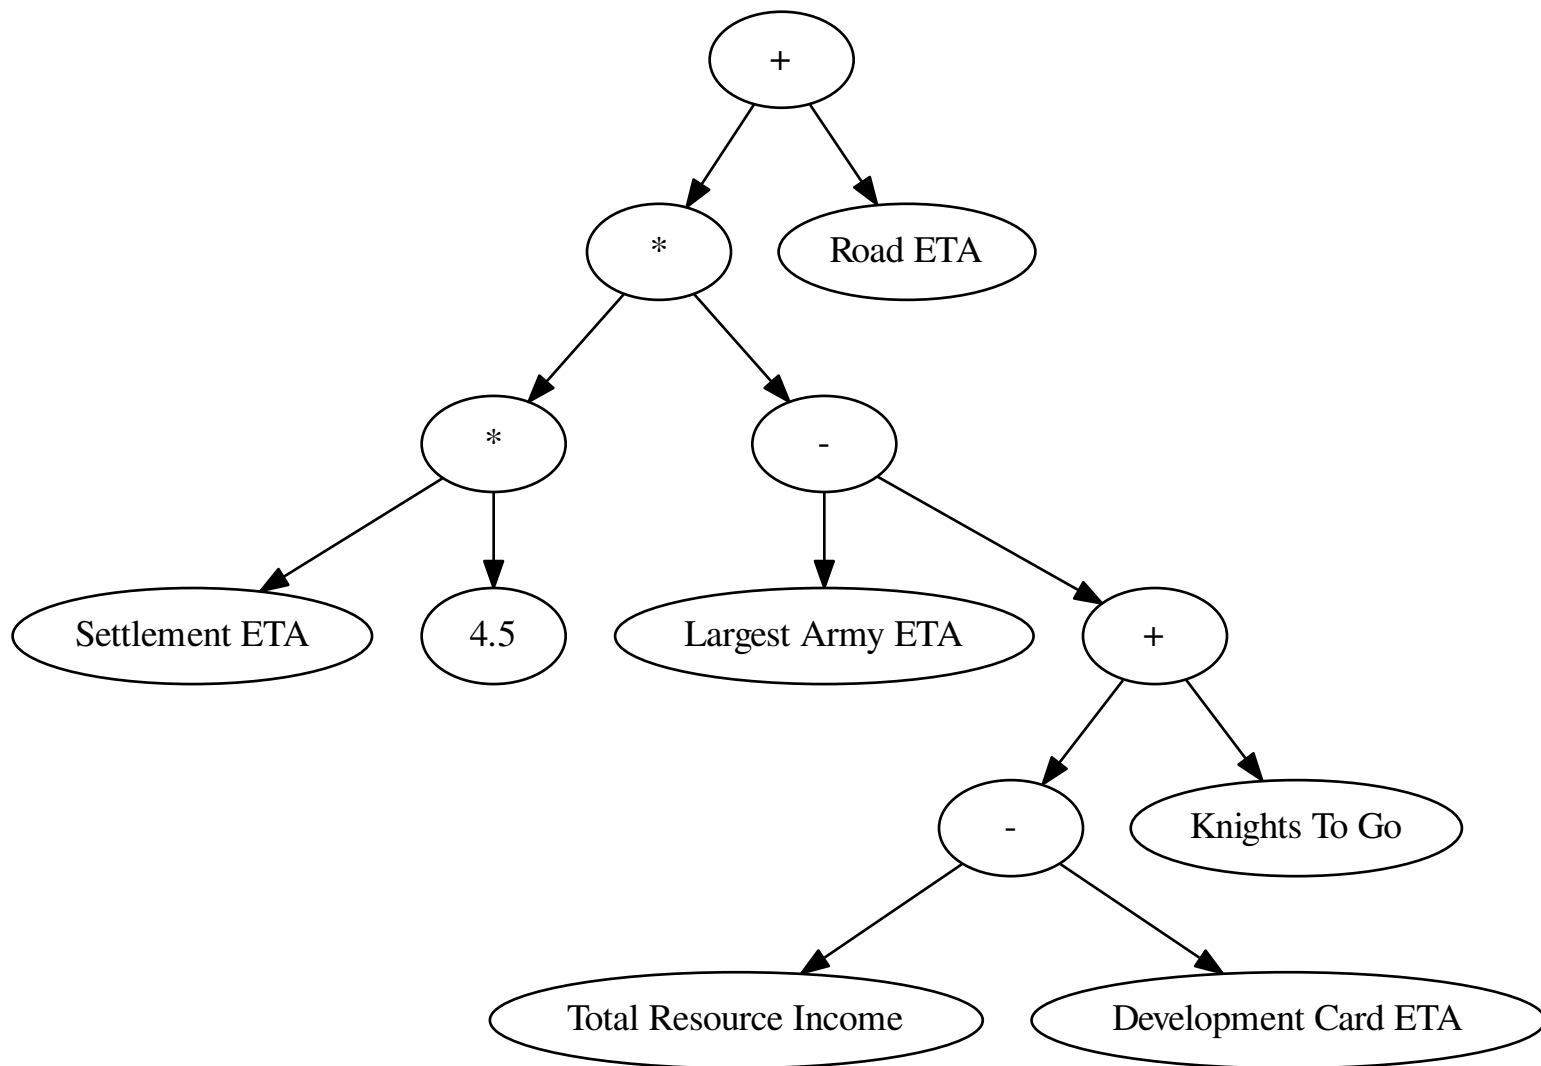 +
*
Road ETA
*
-
Settlement ETA
4.5
Largest Army ETA
+
-
Knights To Go
Total Resource Income
Development Card ETA